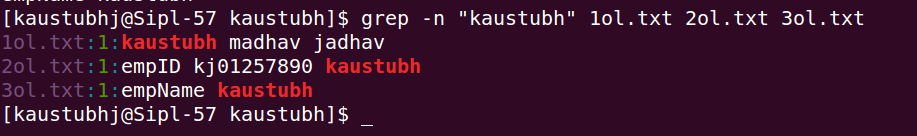 [kaustubhj@Sipl-57 kaustubh]$ grep -n "kaustubh" 1ol.txt 2ol.txt 3ol.txt
1ol.txt:1:kaustubh madhav jadhav
2ol.txt:1:empID kj01257890 kaustubh
3ol.txt:1:empName kaustubh
[kaustubhj@Sipl-57 kaustubh]$ _